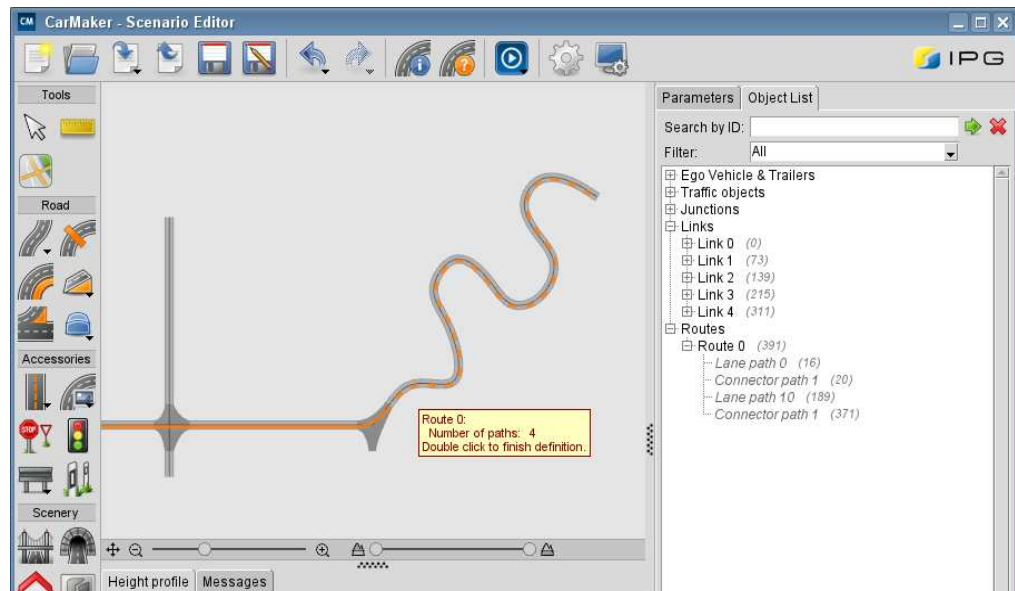 CM CarMaker - Scenario Editor
IPG
Tools
Road
Accessories
STOP
Scenery
Route 0:
Number of paths: 4
Double click to finish definition.
Height profile Messages
Parameters Object List
Search by ID:
Filter: All
Ego Vehicle & Trailers
Traffic objects
Junctions
Links
Link 0 (0)
Link 1 (73)
Link 2 (139)
Link 3 (215)
Link 4 (311)
Routes
Route 0 (391)
Lane path 0 (16)
Connector path 1 (20)
Lane path 10 (189)
Connector path 1 (371)